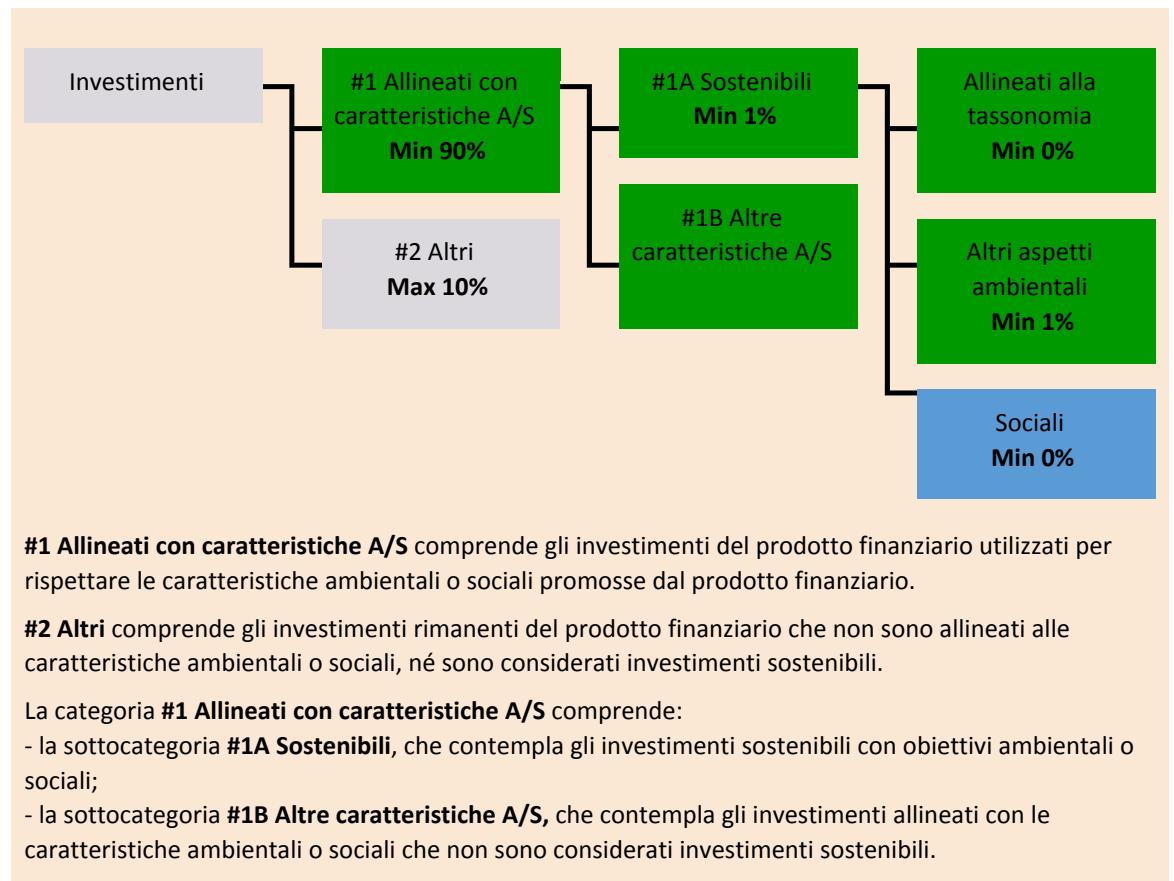 Investimenti
#1 Allineati con
caratteristiche A/S
Min 90%
#2 Altri
Max 10%
#1A Sostenibili
Min 1%
#1B Altre
caratteristiche A/S
Allineati alla
tassonomia
Min 0%
Altri aspetti
ambientali
Min 1%
Sociali
Min 0%
#1 Allineati con caratteristiche A/S comprende gli investimenti del prodotto finanziario utilizzati per
rispettare le caratteristiche ambientali o sociali promosse dal prodotto finanziario.
#2 Altri comprende gli investimenti rimanenti del prodotto finanziario che non sono allineati alle
caratteristiche ambientali o sociali, né sono considerati investimenti sostenibili.
La categoria #1 Allineati con caratteristiche A/S comprende:
- la sottocategoria #1A Sostenibili, che contempla gli investimenti sostenibili con obiettivi ambientali o
sociali;
- la sottocategoria #1B Altre caratteristiche A/S, che contempla gli investimenti allineati con le
caratteristiche ambientali o sociali che non sono considerati investimenti sostenibili.